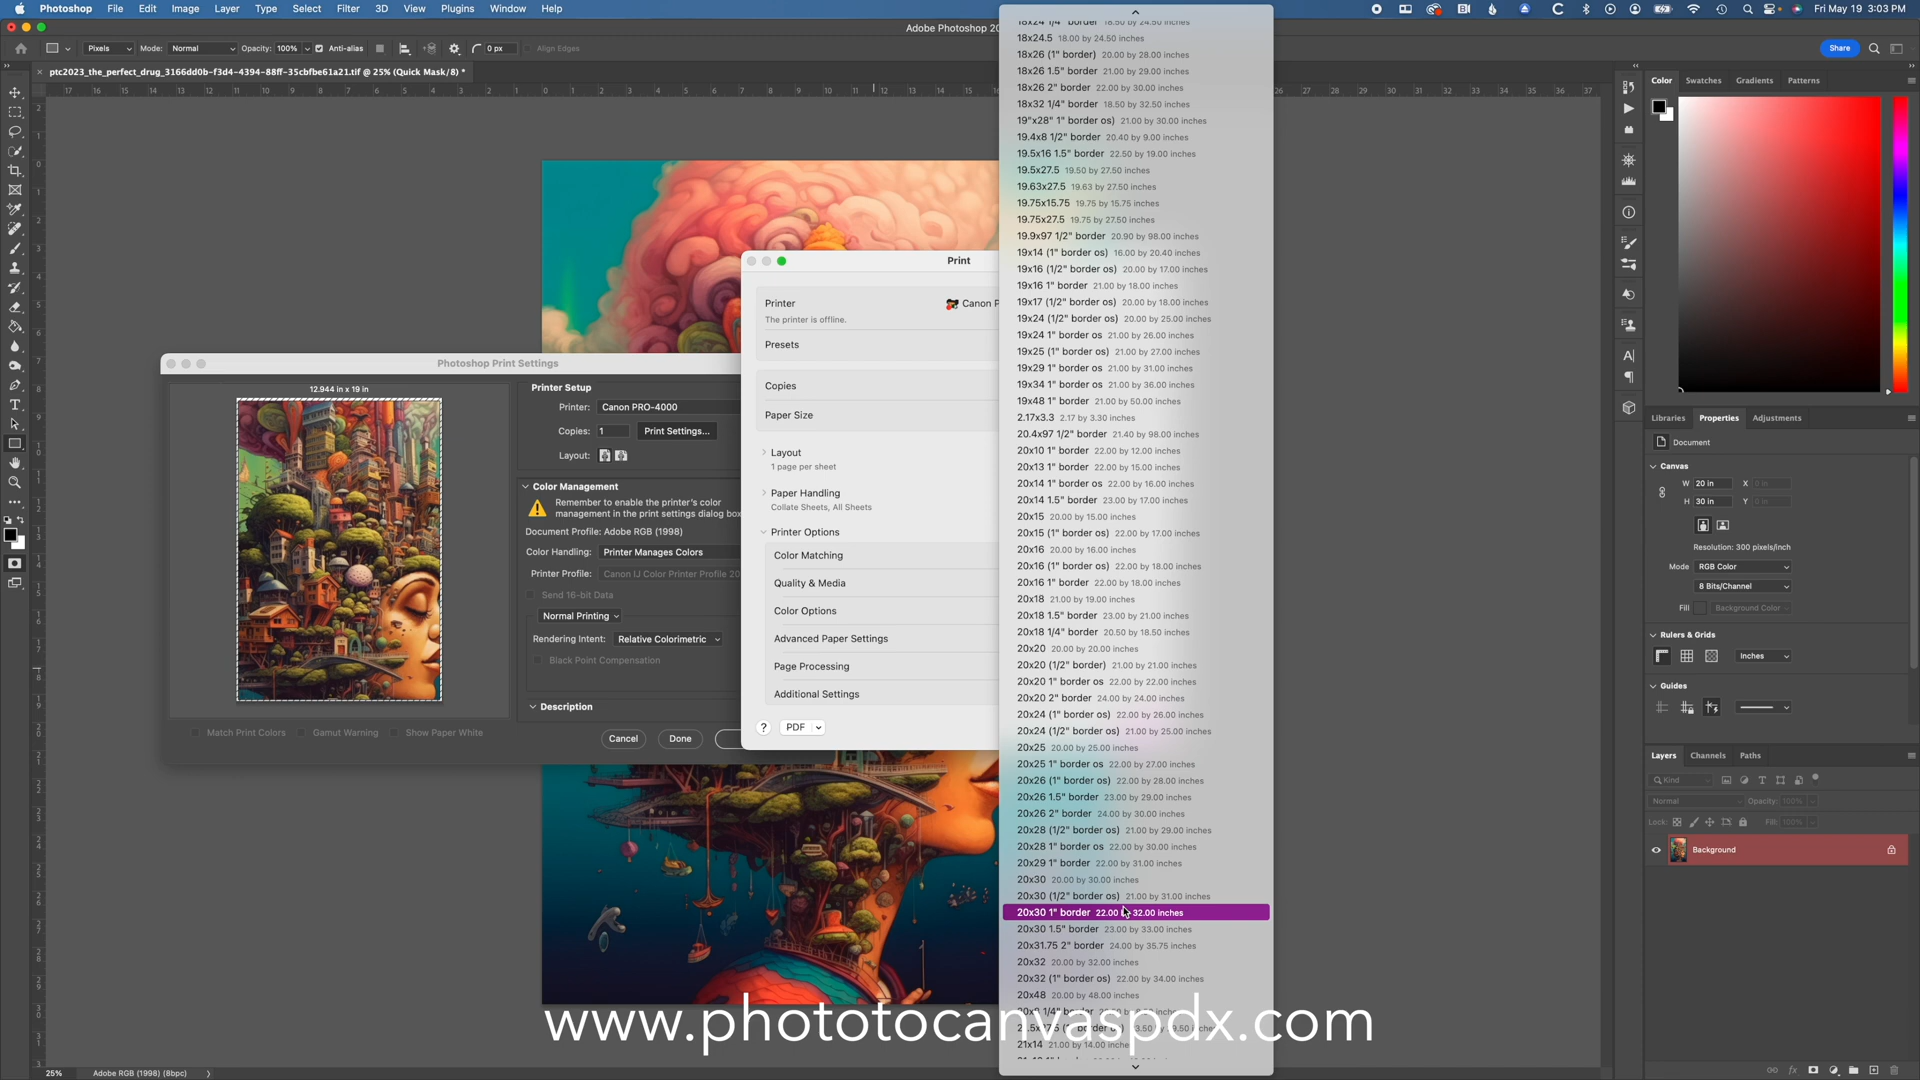 Photoshop File Edit Image Layer Type Select Filter 3D View Plugins Window Help
Fri May 19 3:03 PM
Adobe Photoshop 20
Pixels Mode: Normal Opacity: 100% Anti-alias 0 px Align Edges
Share
ptc2023_the_perfect_drug_3166dd0b-f3d4-4394-88ff-35cbfbe61a21.tif @ 25% (Quick Mask/8) *
18x24 1/4" border 18.50 by 24.50 inches
18x24.5 18.00 by 24.50 inches
18x26 (1" border) 20.00 by 28.00 inches
18x26 1.5" border 21.00 by 29.00 inches
18x26 2" border 22.00 by 30.00 inches
18x32 1/4" border 18.50 by 32.50 inches
19"x28" 1" border os) 21.00 by 30.00 inches
19.4x8 1/2" border 20.40 by 9.00 inches
19.5x16 1.5" border 22.50 by 19.00 inches
19.5x27.5 19.50 by 27.50 inches
19.63x27.5 19.63 by 27.50 inches
19.75x15.75 19.75 by 15.75 inches
19.75x27.5 19.75 by 27.50 inches
19.9x97 1/2" border 20.90 by 98.00 inches
19x14 (1" border os) 16.00 by 20.40 inches
19x16 (1/2" border os) 20.00 by 17.00 inches
19x16 1" border 21.00 by 18.00 inches
19x17 (1/2" border os) 20.00 by 18.00 inches
19x24 (1/2" border os) 20.00 by 25.00 inches
19x24 1" border os 21.00 by 26.00 inches
19x25 (1" border os) 21.00 by 27.00 inches
19x29 1" border os 21.00 by 31.00 inches
19x34 1" border os 21.00 by 36.00 inches
19x48 1" border os 21.00 by 50.00 inches
2.17x3.3 2.17 by 3.30 inches
20.4x97 1/2" border 21.40 by 98.00 inches
20x10 1" border 22.00 by 12.00 inches
20x13 1" border 22.00 by 15.00 inches
20x14 1" border os 22.00 by 16.00 inches
20x14 1.5" border 23.00 by 17.00 inches
20x15 20.00 by 15.00 inches
20x15 (1" border os) 22.00 by 17.00 inches
20x16 20.00 by 16.00 inches
20x16 (1" border os) 22.00 by 18.00 inches
20x16 1" border 22.00 by 18.00 inches
20x18 21.00 by 19.00 inches
20x18 1.5" border 23.00 by 21.00 inches
20x18 1/4" border 20.50 by 18.50 inches
20x20 20.00 by 20.00 inches
20x20 (1/2" border) 21.00 by 21.00 inches
20x20 1" border os 22.00 by 22.00 inches
20x20 2" border 24.00 by 24.00 inches
20x24 (1" border os) 22.00 by 26.00 inches
20x24 (1/2" border os) 21.00 by 25.00 inches
20x25 20.00 by 25.00 inches
20x25 1" border os 22.00 by 27.00 inches
20x26 (1" border os) 22.00 by 28.00 inches
20x26 1.5" border 23.00 by 29.00 inches
20x26 2" border 24.00 by 30.00 inches
20x28 (1/2" border os) 21.00 by 29.00 inches
20x28 1" border os 22.00 by 30.00 inches
20x29 1" border 22.00 by 31.00 inches
20x30 20.00 by 30.00 inches
20x30 (1/2" border os) 21.00 by 31.00 inches
20x30 1" border 22.00 32.00 inches
20x30 1.5" border 23.00 by 33.00 inches
20x31.75 2" border 24.00 by 35.75 inches
20x32 20.00 by 32.00 inches
20x32 (1" border os) 22.00 by 34.00 inches
20x48 20.00 by 48.00 inches
21x14 21.00 by 14.00 inches
Print
Printer Canon P
The printer is offline.
Presets
Copies
Paper Size
Layout
1 page per sheet
Paper Handling
Collate Sheets, All Sheets
Printer Options
Color Matching
Quality & Media
Color Options
Advanced Paper Settings
Page Processing
Additional Settings
? PDF
Photoshop Print Settings
12.944 in x 19 in
Printer Setup
Printer: Canon PRO-4000
Copies: 1 Print Settings...
Layout:
Color Management
Remember to enable the printer's color
management in the print settings dialog box
Document Profile: Adobe RGB (1998)
Color Handling: Printer Manages Colors
Printer Profile: Canon IJ Color Printer Profile 20
Send 16-bit Data
Normal Printing
Rendering Intent: Relative Colorimetric
Black Point Compensation
Description
Match Print Colors Gamut Warning Show Paper White
Cancel Done
Color Swatches Gradients Patterns
Libraries Properties Adjustments
Document
Canvas
W 20 in X 0 in
H 30 in Y 0 in
Resolution: 300 pixels/inch
Mode RGB Color
8 Bits/Channel
Fill Background Color
Rulers & Grids
Inches
Guides
Layers Channels Paths
Kind
Normal Opacity: 100%
Lock: Fill: 100%
Background
www.phototocanvaspdx.com
25% Adobe RGB (1998) (8bpc)